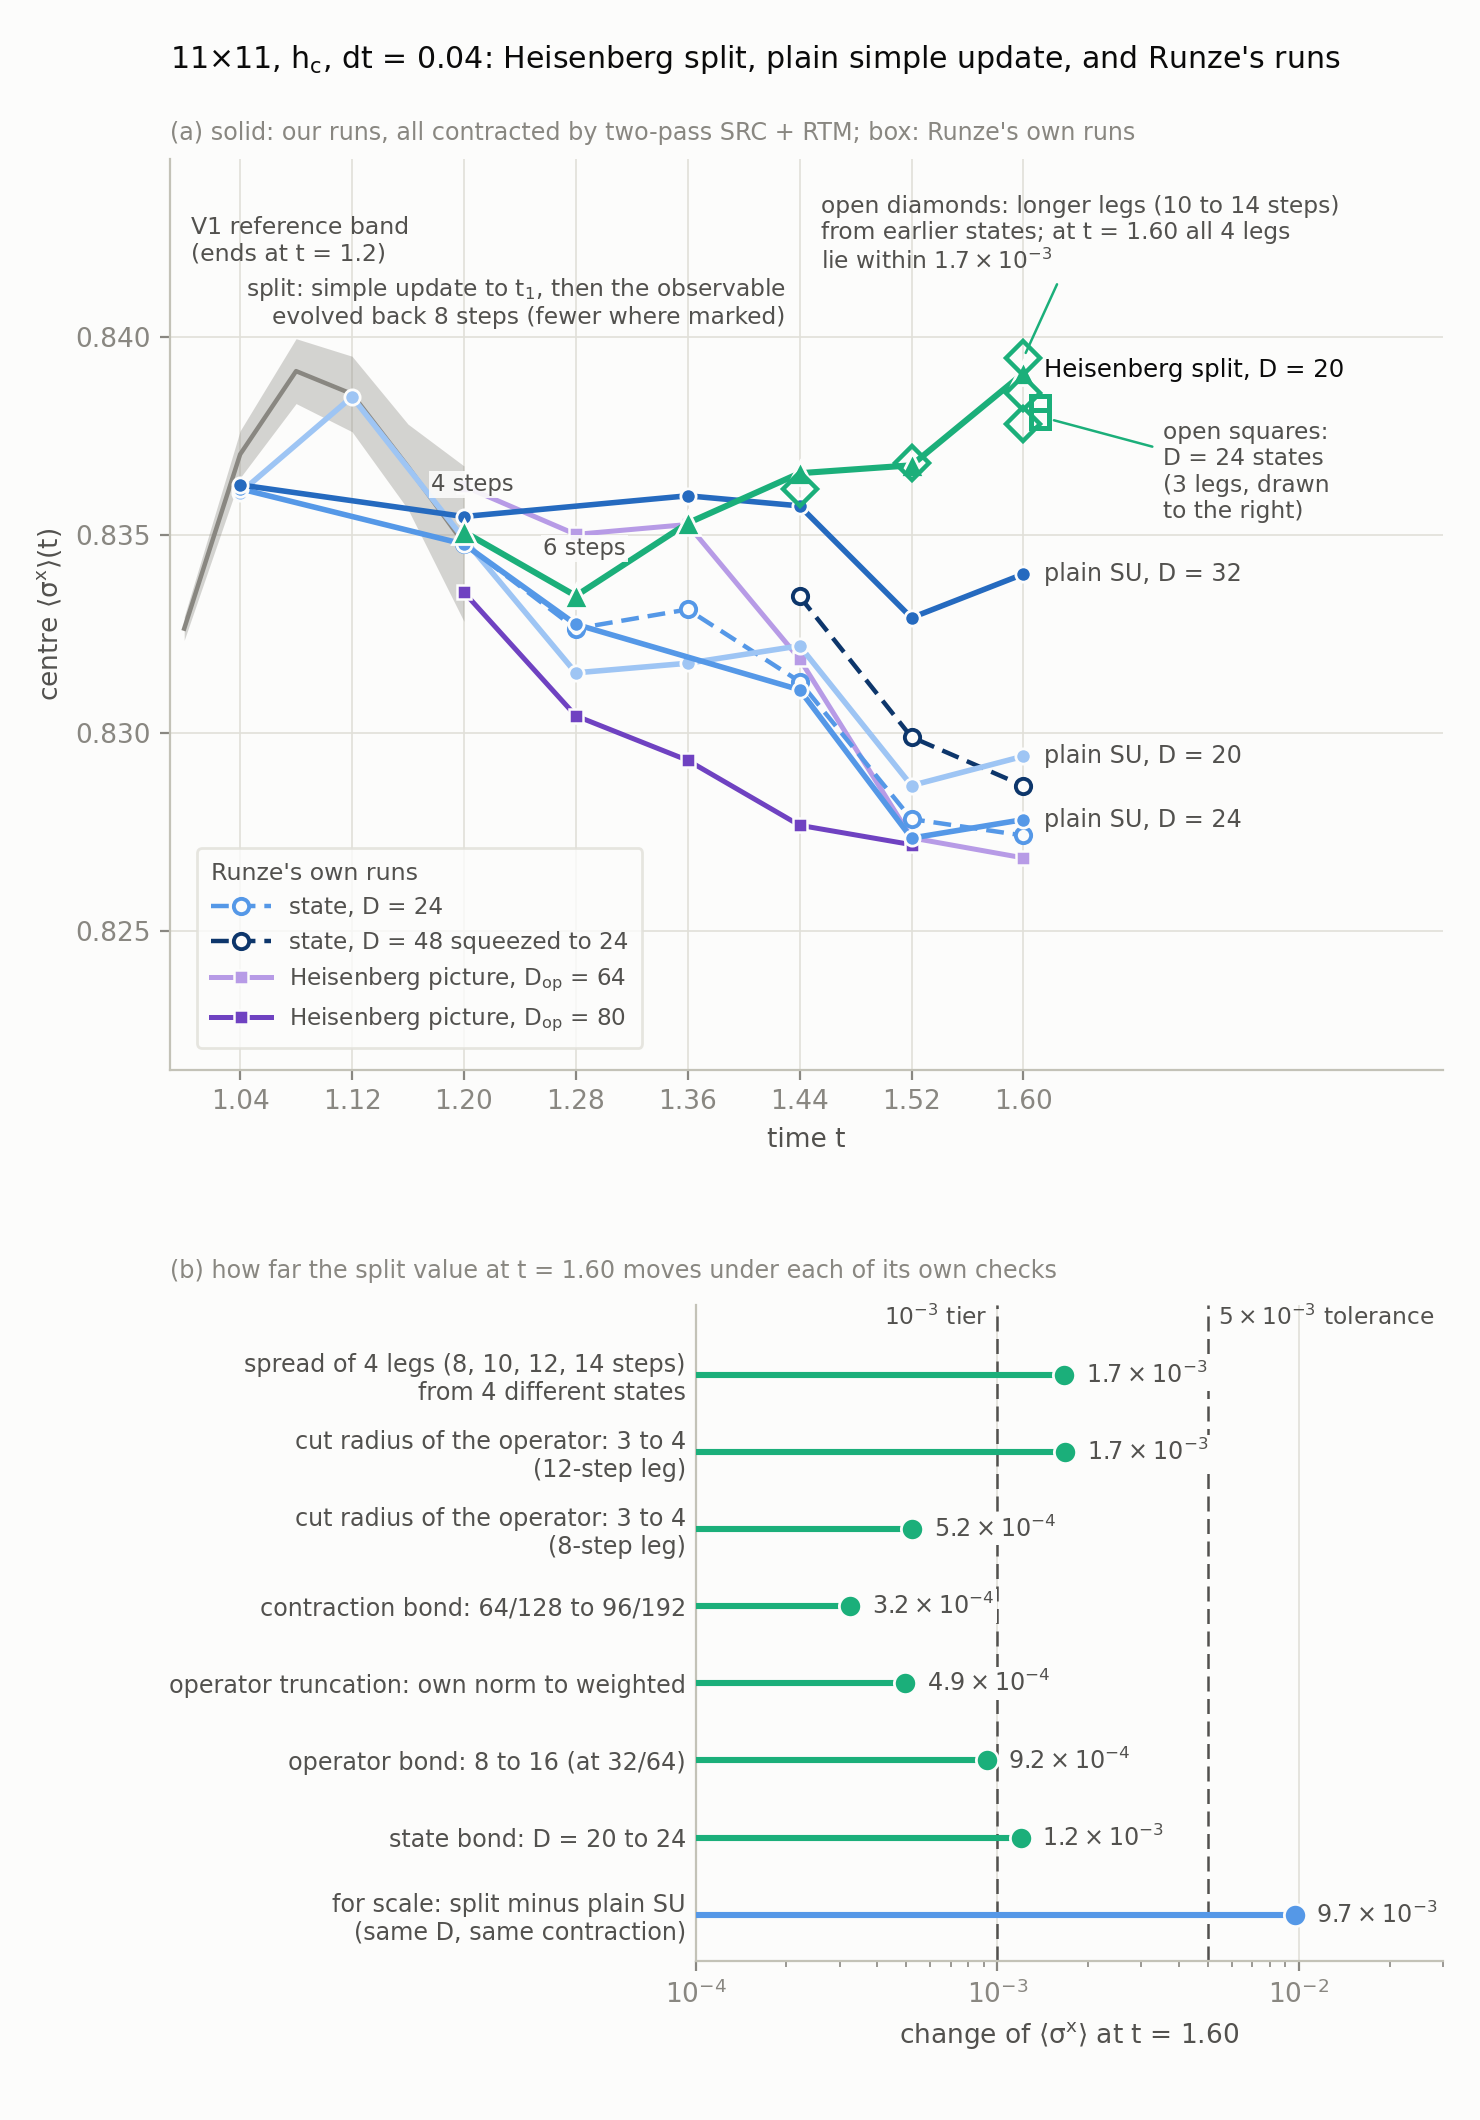 11×11, h_c, dt = 0.04: Heisenberg split, plain simple update, and Runze's runs
(a) solid: our runs, all contracted by two-pass SRC + RTM; box: Runze's own runs
open diamonds: longer legs (10 to 14 steps)
from earlier states; at t = 1.60 all 4 legs
lie within 1.7 × 10⁻³
V1 reference band
(ends at t = 1.2)
split: simple update to t₁, then the observable
evolved back 8 steps (fewer where marked)
0.840
Heisenberg split, D = 20
open squares:
D = 24 states
(3 legs, drawn
to the right)
4 steps
0.835
6 steps
plain SU, D = 32
centre ⟨σˣ⟩(t)
0.830
plain SU, D = 20
plain SU, D = 24
Runze's own runs
state, D = 24
0.825
state, D = 48 squeezed to 24
Heisenberg picture, D_op = 64
Heisenberg picture, D_op = 80
1.04 1.12 1.20 1.28 1.36 1.44 1.52 1.60
time t
(b) how far the split value at t = 1.60 moves under each of its own checks
10⁻³ tier
5 × 10⁻³ tolerance
spread of 4 legs (8, 10, 12, 14 steps)
from 4 different states
1.7 × 10⁻³
cut radius of the operator: 3 to 4
(12-step leg)
1.7 × 10⁻³
cut radius of the operator: 3 to 4
(8-step leg)
5.2 × 10⁻⁴
contraction bond: 64/128 to 96/192
3.2 × 10⁻⁴
operator truncation: own norm to weighted
4.9 × 10⁻⁴
operator bond: 8 to 16 (at 32/64)
9.2 × 10⁻⁴
state bond: D = 20 to 24
1.2 × 10⁻³
for scale: split minus plain SU
(same D, same contraction)
9.7 × 10⁻³
10⁻⁴ 10⁻³ 10⁻²
change of ⟨σˣ⟩ at t = 1.60